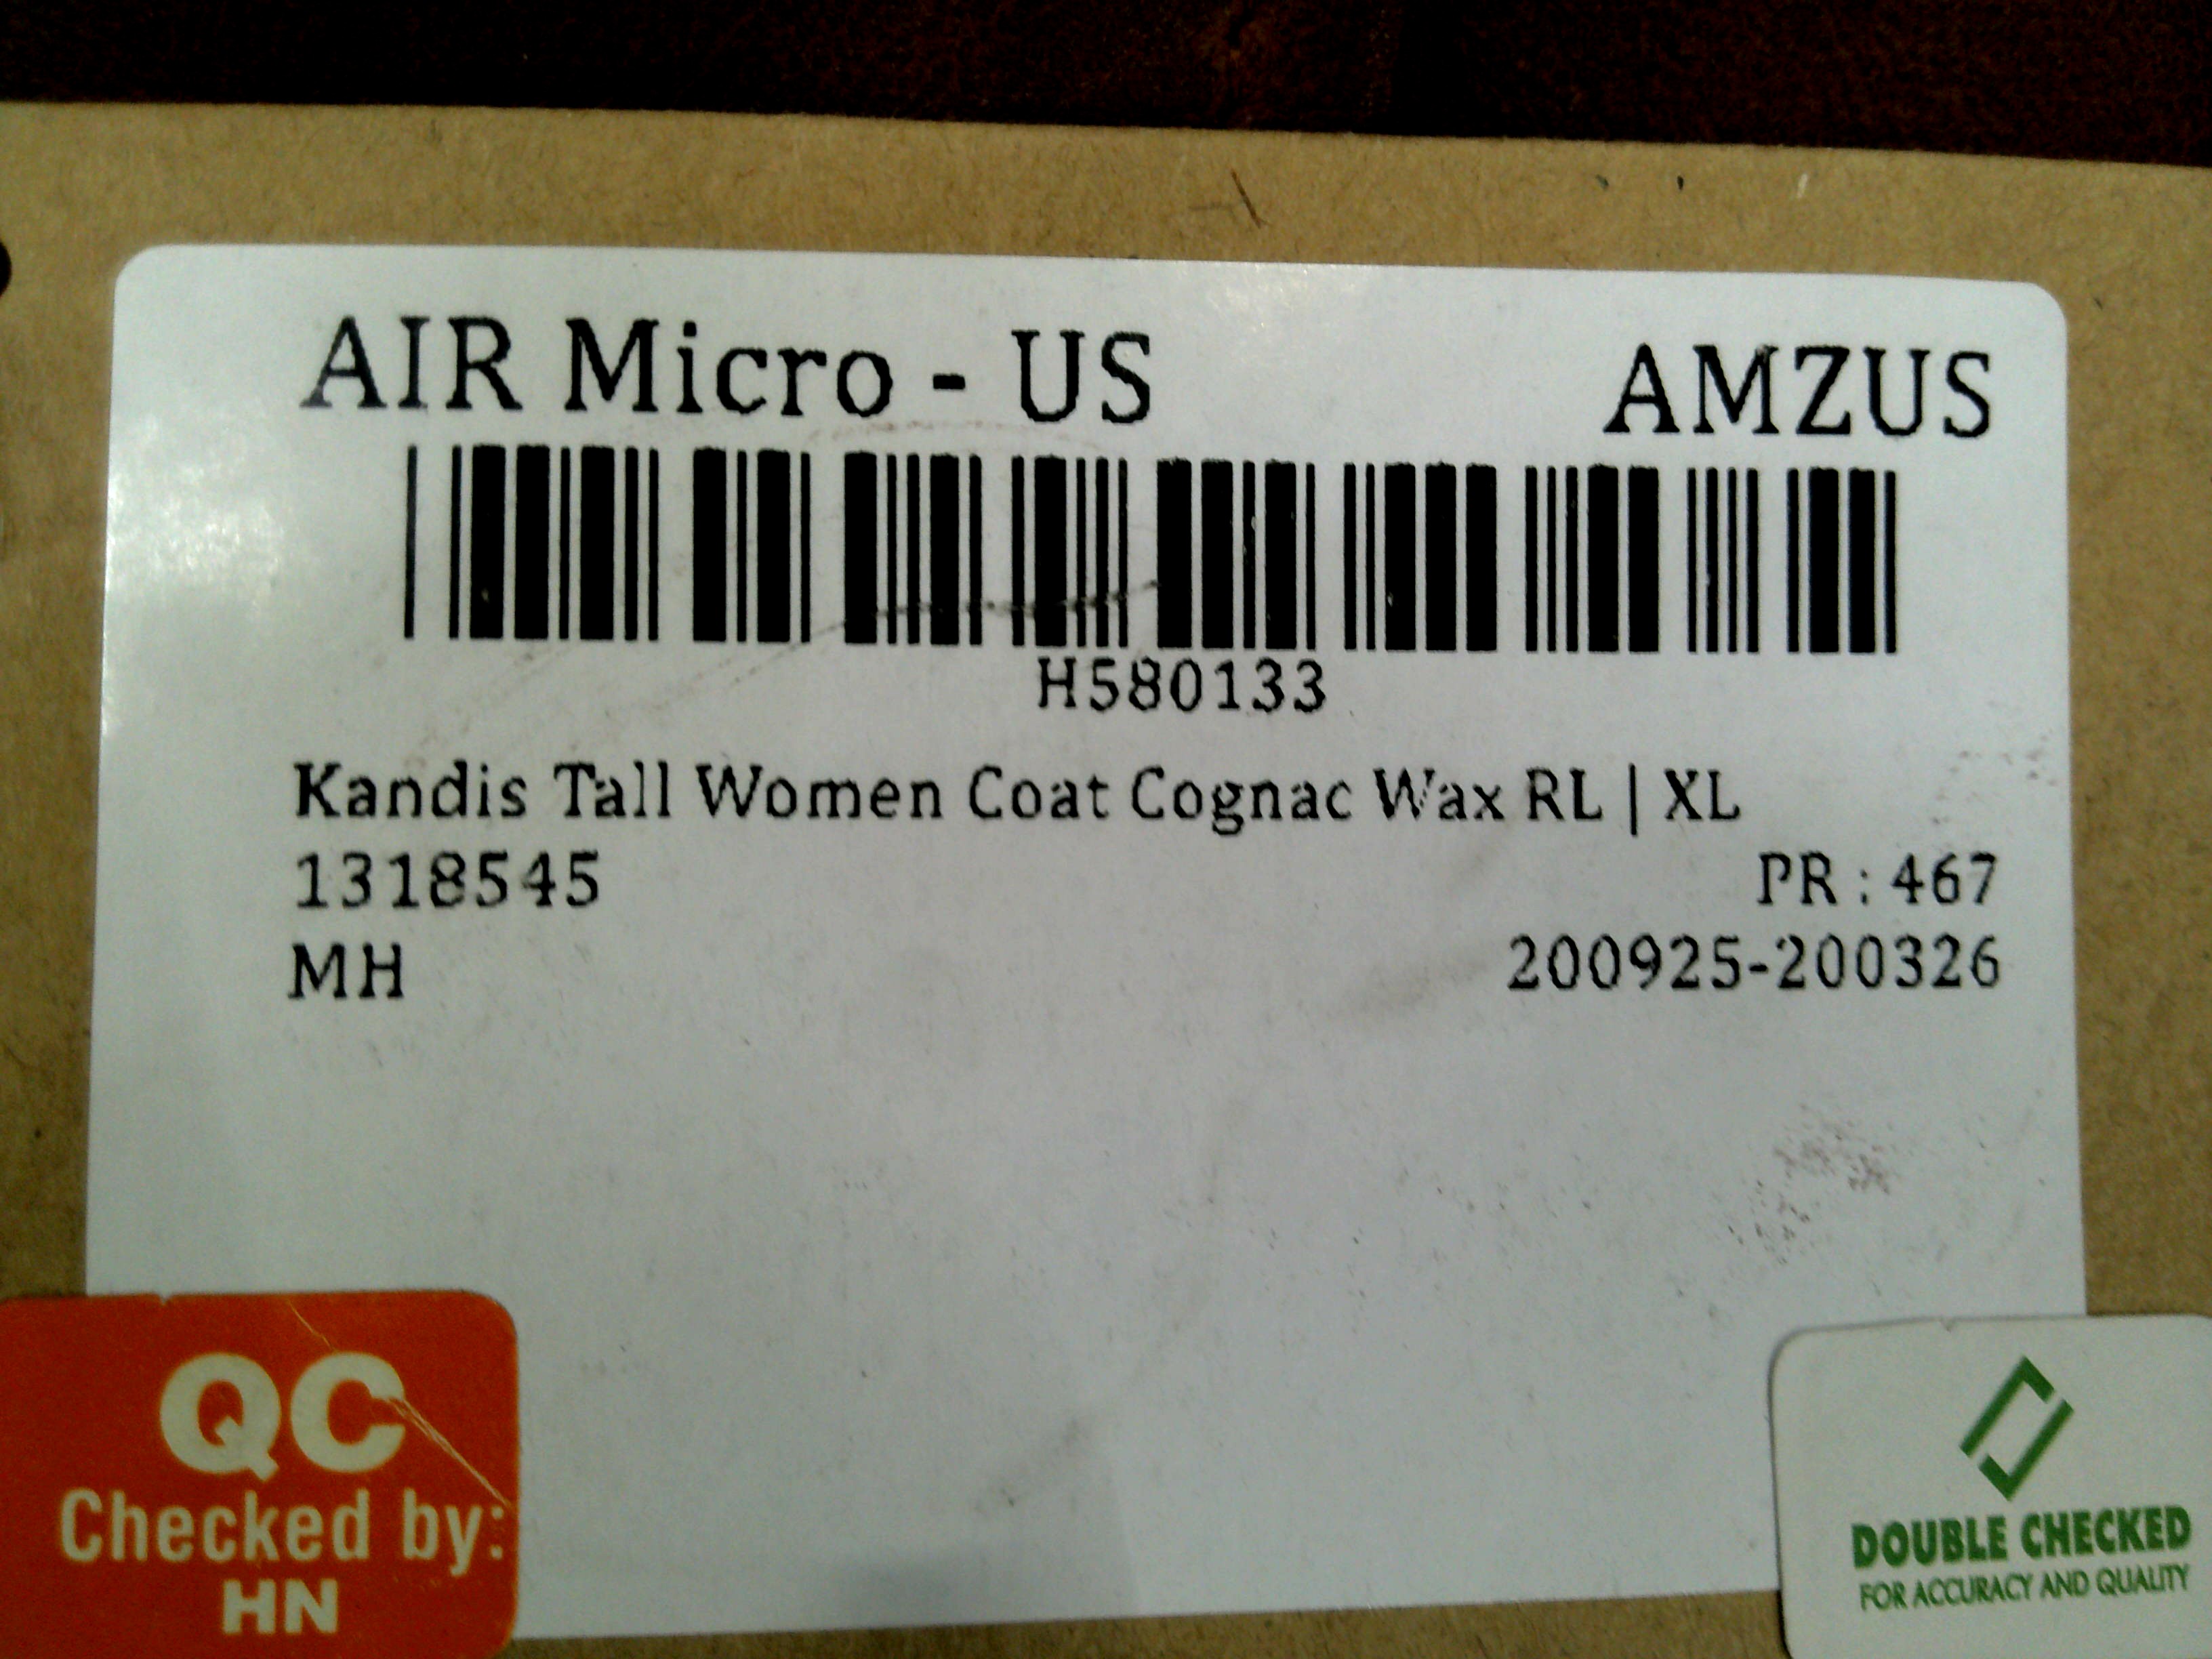 AIR Micro - US AMZUS
H580133
Kandis Tall Women Coat Cognac Wax RL | XL
1318545 PR : 467
MH 200925-200326
QC
Checked by:
HN
DOUBLE CHECKED
FOR ACCURACY AND QUALITY